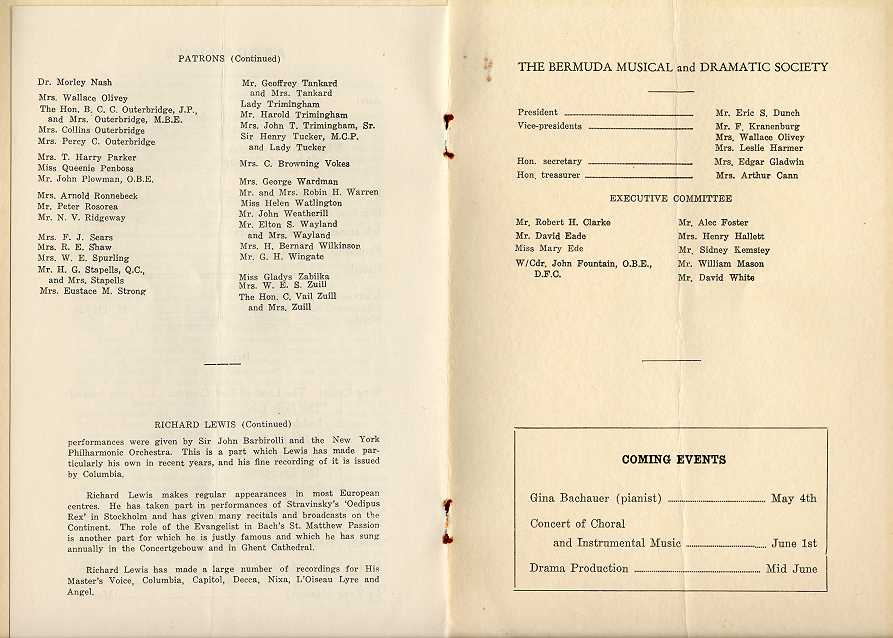 PATRONS (Continued)
Dr. Morley Nash
Mrs. Wallace Olivey
The Hon. B. C. C. Outerbridge, J.P.,
and Mrs. Outerbridge, M.B.E.
Mrs. Collins Outerbridge
Mrs. Percy C. Outerbridge
Mrs. T. Harry Parker
Miss Queenie Penboss
Mr. John Plowman, O.B.E.
Mrs. Arnold Ronnebeck
Mr. Peter Rosorea
Mr. N. V. Ridgeway
Mrs. F. J. Sears
Mrs. R. E. Shaw
Mrs. W. E. Spurling
Mr. H. G. Stapells, Q.C.,
and Mrs. Stapells
Mrs. Eustace M. Strong
Mr. Geoffrey Tankard
and Mrs. Tankard
Lady Trimingham
Mr. Harold Trimingham
Mrs. John T. Trimingham, Sr.
Sir Henry Tucker, M.C.P.
and Lady Tucker
Mrs. C. Browning Vokes
Mrs. George Wardman
Mr. and Mrs. Robin H. Warren
Miss Helen Watlington
Mr. John Weatherill
Mr. Elton S. Wayland
and Mrs. Wayland
Mrs. H. Bernard Wilkinson
Mr. G. H. Wingate
Miss Gladys Zabilka
Mrs. W. E. S. Zuill
The Hon. C. Vail Zuill
and Mrs. Zuill
RICHARD LEWIS (Continued)
performances were given by Sir John Barbirolli and the New York
Philharmonic Orchestra. This is a part which Lewis has made par-
ticularly his own in recent years, and his fine recording of it is issued
by Columbia.
Richard Lewis makes regular appearances in most European
centres. He has taken part in performances of Stravinsky's 'Oedipus
Rex' in Stockholm and has given many recitals and broadcasts on the
Continent. The role of the Evangelist in Bach's St. Matthew Passion
is another part for which he is justly famous and which he has sung
annually in the Concertgebouw and in Ghent Cathedral.
Richard Lewis has made a large number of recordings for His
Master's Voice, Columbia, Capitol, Decca, Nixa, L'Oiseau Lyre and
Angel.
THE BERMUDA MUSICAL and DRAMATIC SOCIETY
President Mr. Eric S. Dunch
Vice-presidents Mr. F. Kranenburg
Mrs. Wallace Olivey
Mrs. Leslie Harmer
Hon. secretary Mrs. Edgar Gladwin
Hon. treasurer Mrs. Arthur Cann
EXECUTIVE COMMITTEE
Mr. Robert H. Clarke
Mr. David Eade
Miss Mary Ede
W/Cdr. John Fountain, O.B.E.,
D.F.C.
Mr. Alec Foster
Mrs. Henry Hallett
Mr. Sidney Kemsley
Mr. William Mason
Mr. David White
COMING EVENTS
Gina Bachauer (pianist) May 4th
Concert of Choral
and Instrumental Music June 1st
Drama Production Mid June